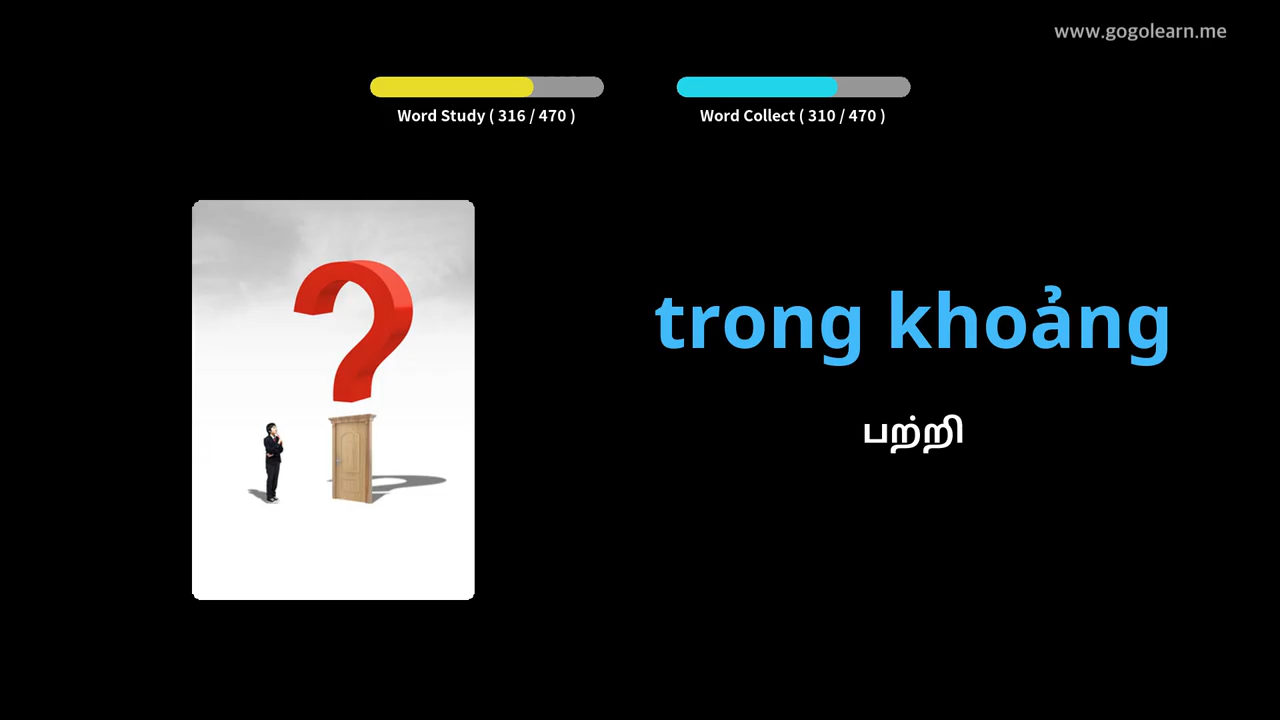 www.gogolearn.me
Word Study ( 316 / 470 )
Word Collect ( 310 / 470 )
trong khoảng
பற்றி